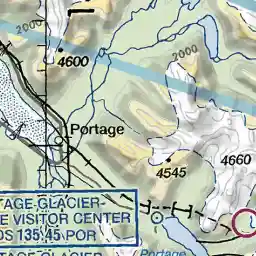 2000
2000
4600
Portage
4660
4545
TAGE GLACIER-
E VISITOR CENTER
OS 135.45 POR
Portage
TAGE GLACIER